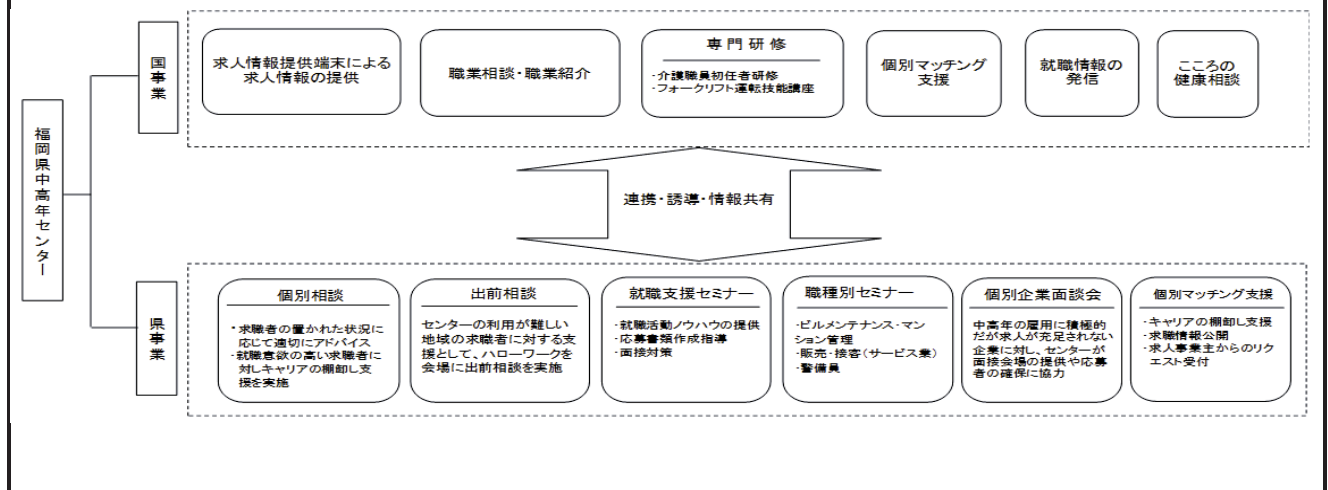 福岡県中高年センター
国事業
求人情報提供端末による
求人情報の提供
職業相談・職業紹介
専門研修
・介護職員初任者研修
・フォークリフト運転技能講座
個別マッチング
支援
就職情報の
発信
こころの
健康相談
連携・誘導・情報共有
県事業
個別相談
・求職者の置かれた状況に
応じて適切にアドバイス
・就職意欲の高い求職者に
対しキャリアの棚卸し支
援を実施
出前相談
センターの利用が難しい
地域の求職者に対する支
援として、ハローワークを
会場に出前相談を実施
就職支援セミナー
・就職活動ノウハウの提供
・応募書類作成指導
・面接対策
職種別セミナー
・ビルメンテナンス・マン
ション管理
・販売・接客（サービス業）
・警備員
個別企業面談会
中高年の雇用に積極的
だが求人が充足されない
企業に対し、センターが
面接会場の提供や応募
者の確保に協力
個別マッチング支援
・キャリアの棚卸し支援
・求職情報公開
・求人事業主からのリク
エスト受付